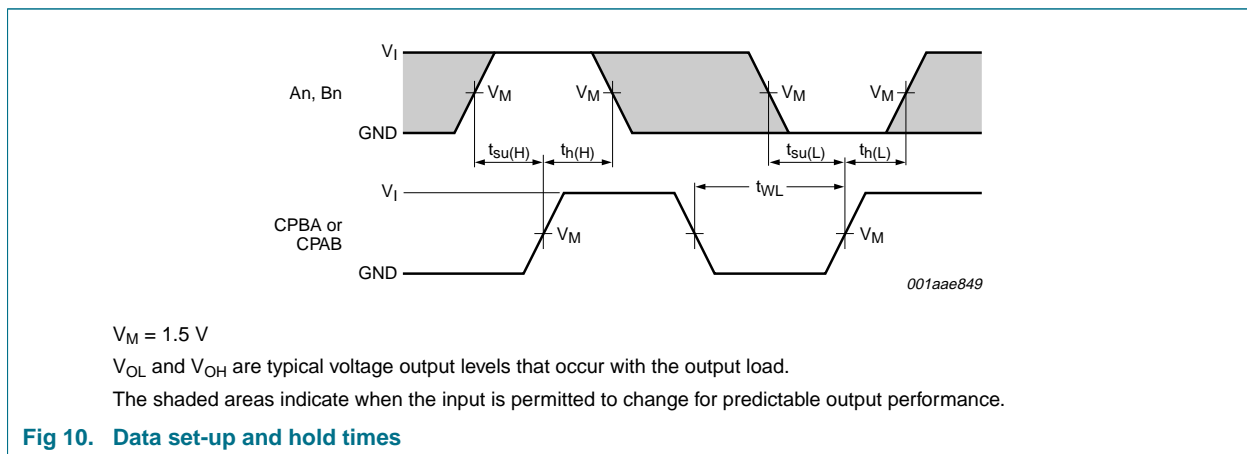 VI
An, Bn
VM
VM
VM
VM
GND
tsu(H)
th(H)
tsu(L)
th(L)
VI
tWL
CPBA or
CPAB
VM
VM
GND
001aae849
VM = 1.5 V
VOL and VOH are typical voltage output levels that occur with the output load.
The shaded areas indicate when the input is permitted to change for predictable output performance.
Fig 10. Data set-up and hold times